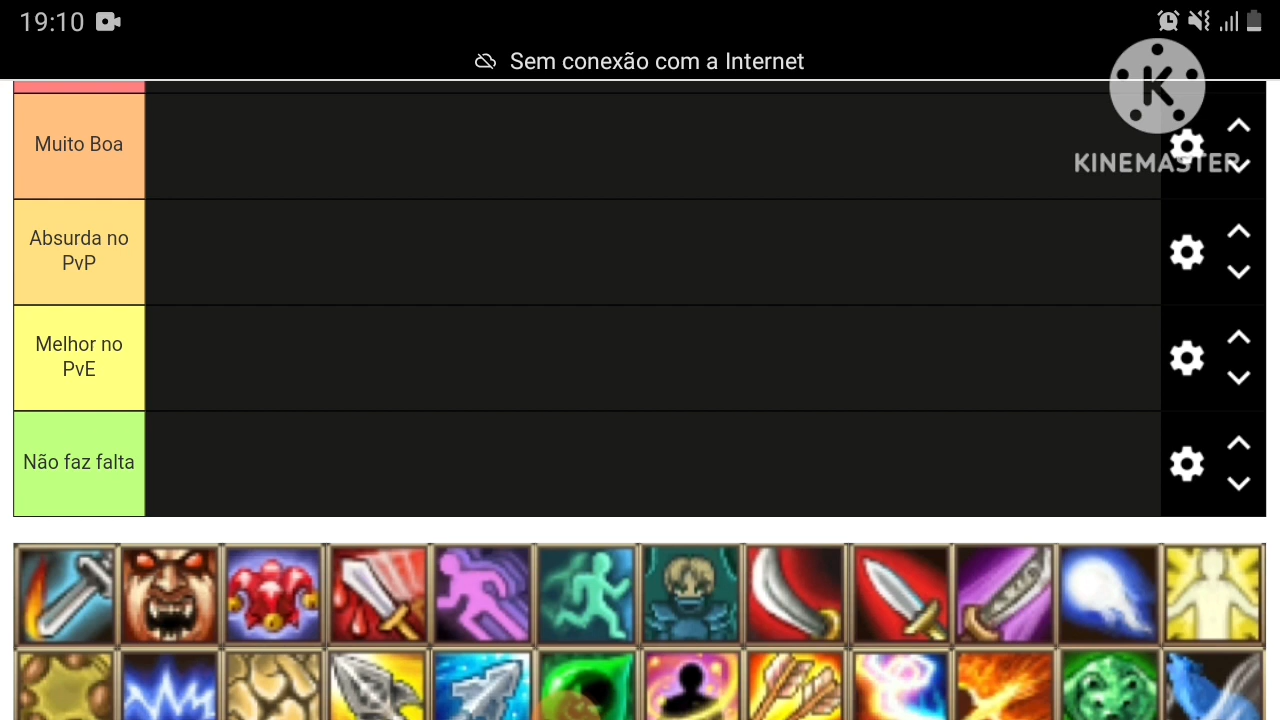 19:10
Sem conexão com a Internet
K
KINEMASTER
Muito Boa
Absurda no
PvP
Melhor no
PvE
Não faz falta